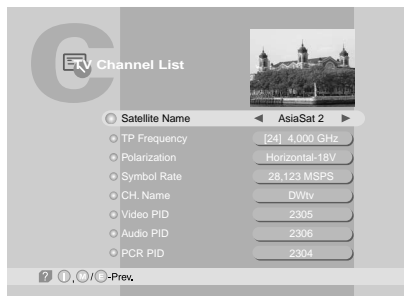 C
TV Channel List
Satellite Name ◀ AsiaSat 2 ▶
TP Frequency [24] 4,000 GHz
Polarization Horizontal-18V
Symbol Rate 28,123 MSPS
CH. Name DWtv
Video PID 2305
Audio PID 2306
PCR PID 2304
? I , M / E -Prev.